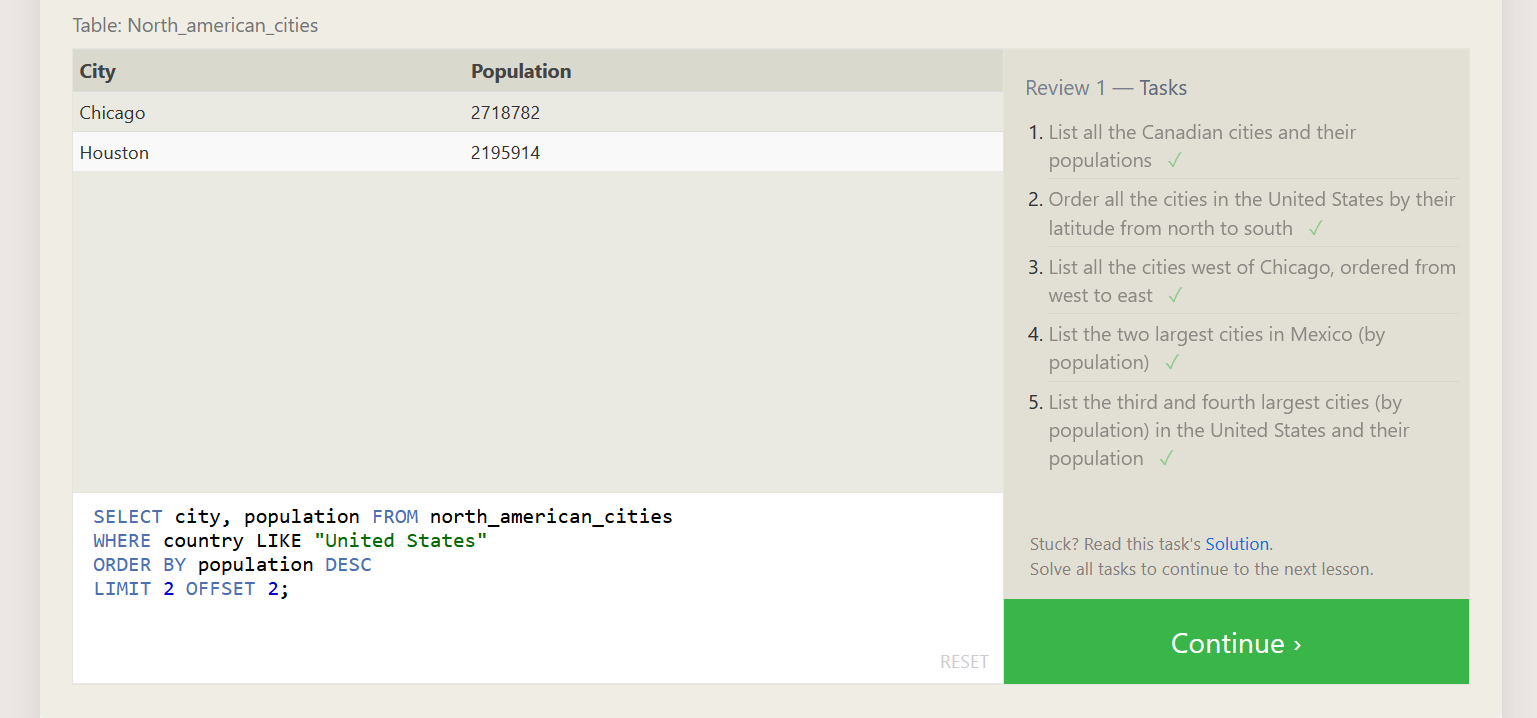 Table: North_american_cities
City Population
Chicago 2718782
Houston 2195914
SELECT city, population FROM north_american_cities
WHERE country LIKE "United States"
ORDER BY population DESC
LIMIT 2 OFFSET 2;
RESET
Review 1 — Tasks
1. List all the Canadian cities and their
populations ✓
2. Order all the cities in the United States by their
latitude from north to south ✓
3. List all the cities west of Chicago, ordered from
west to east ✓
4. List the two largest cities in Mexico (by
population) ✓
5. List the third and fourth largest cities (by
population) in the United States and their
population ✓
Stuck? Read this task's Solution.
Solve all tasks to continue to the next lesson.
Continue ›